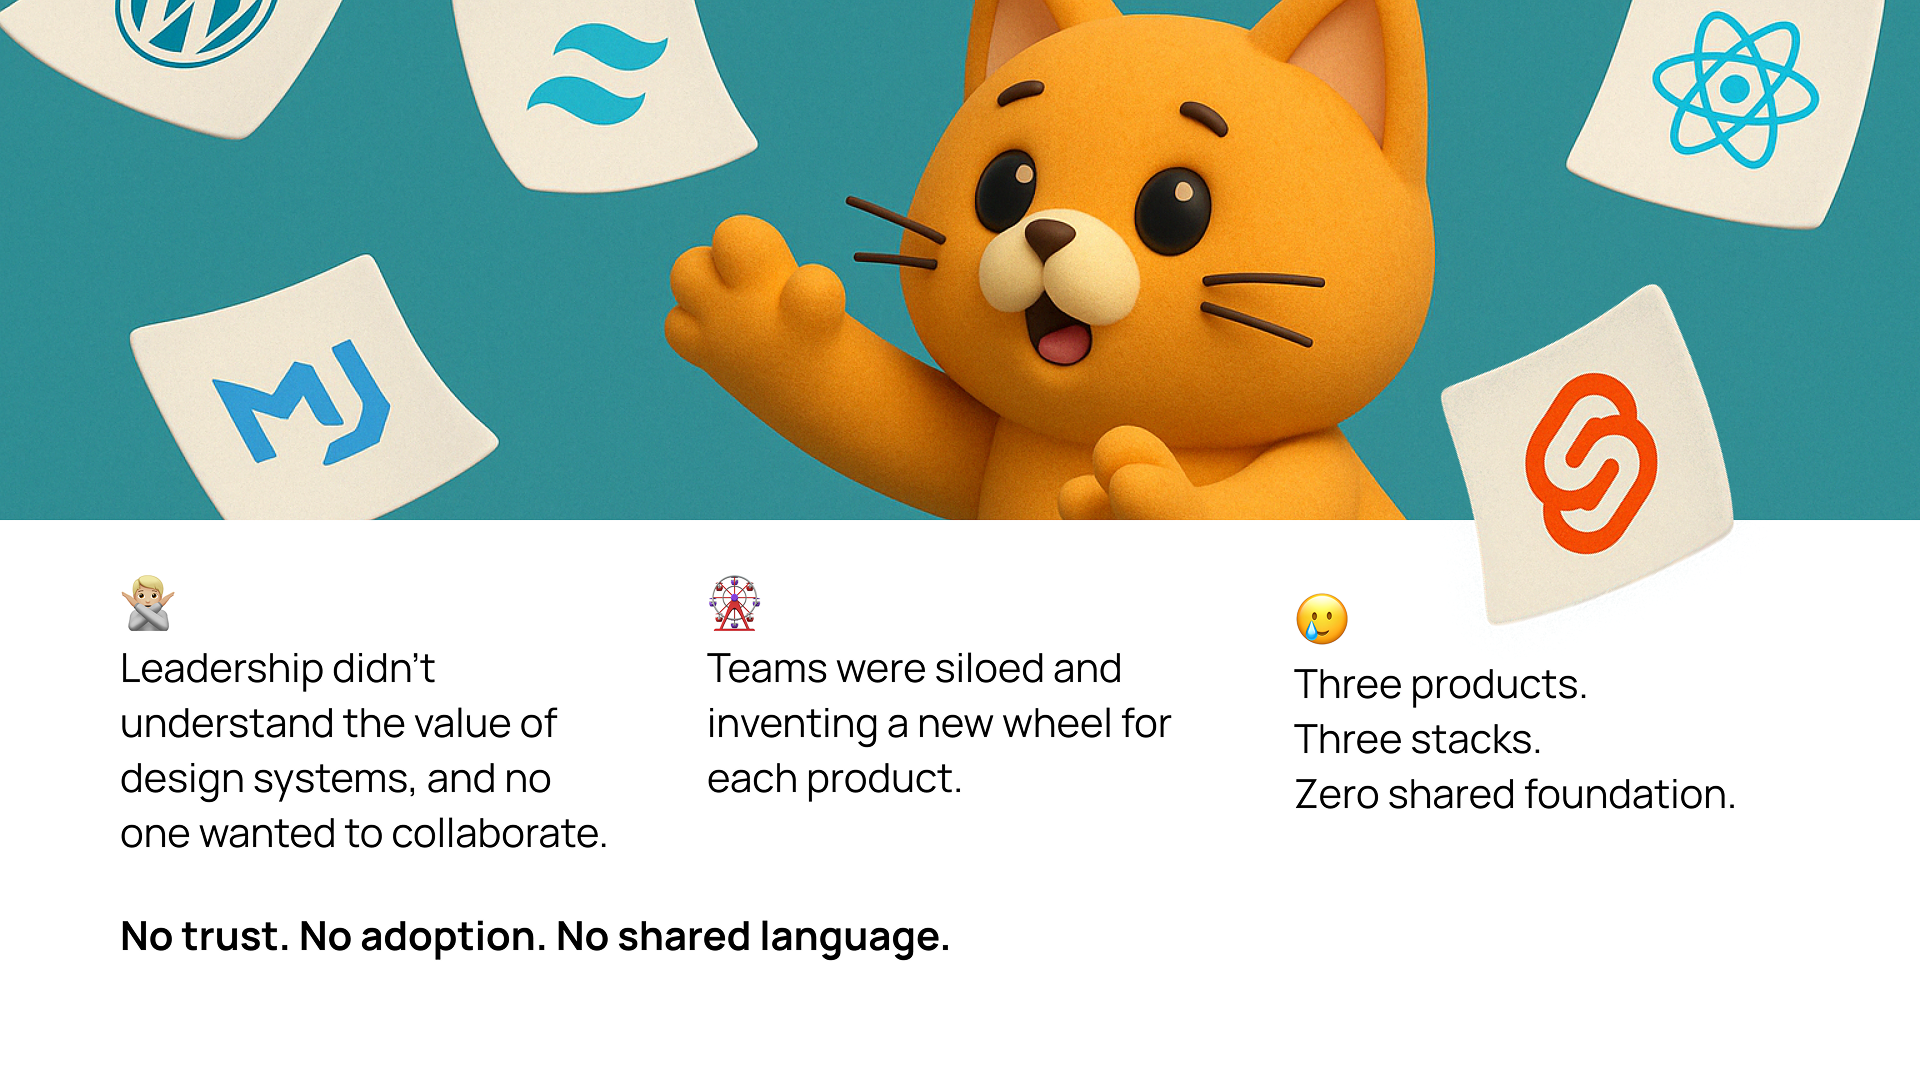 W
MJ
S
🙅🏼
Leadership didn’t
understand the value of
design systems, and no
one wanted to collaborate.
🎡
Teams were siloed and
inventing a new wheel for
each product.
🥲
Three products.
Three stacks.
Zero shared foundation.
No trust. No adoption. No shared language.